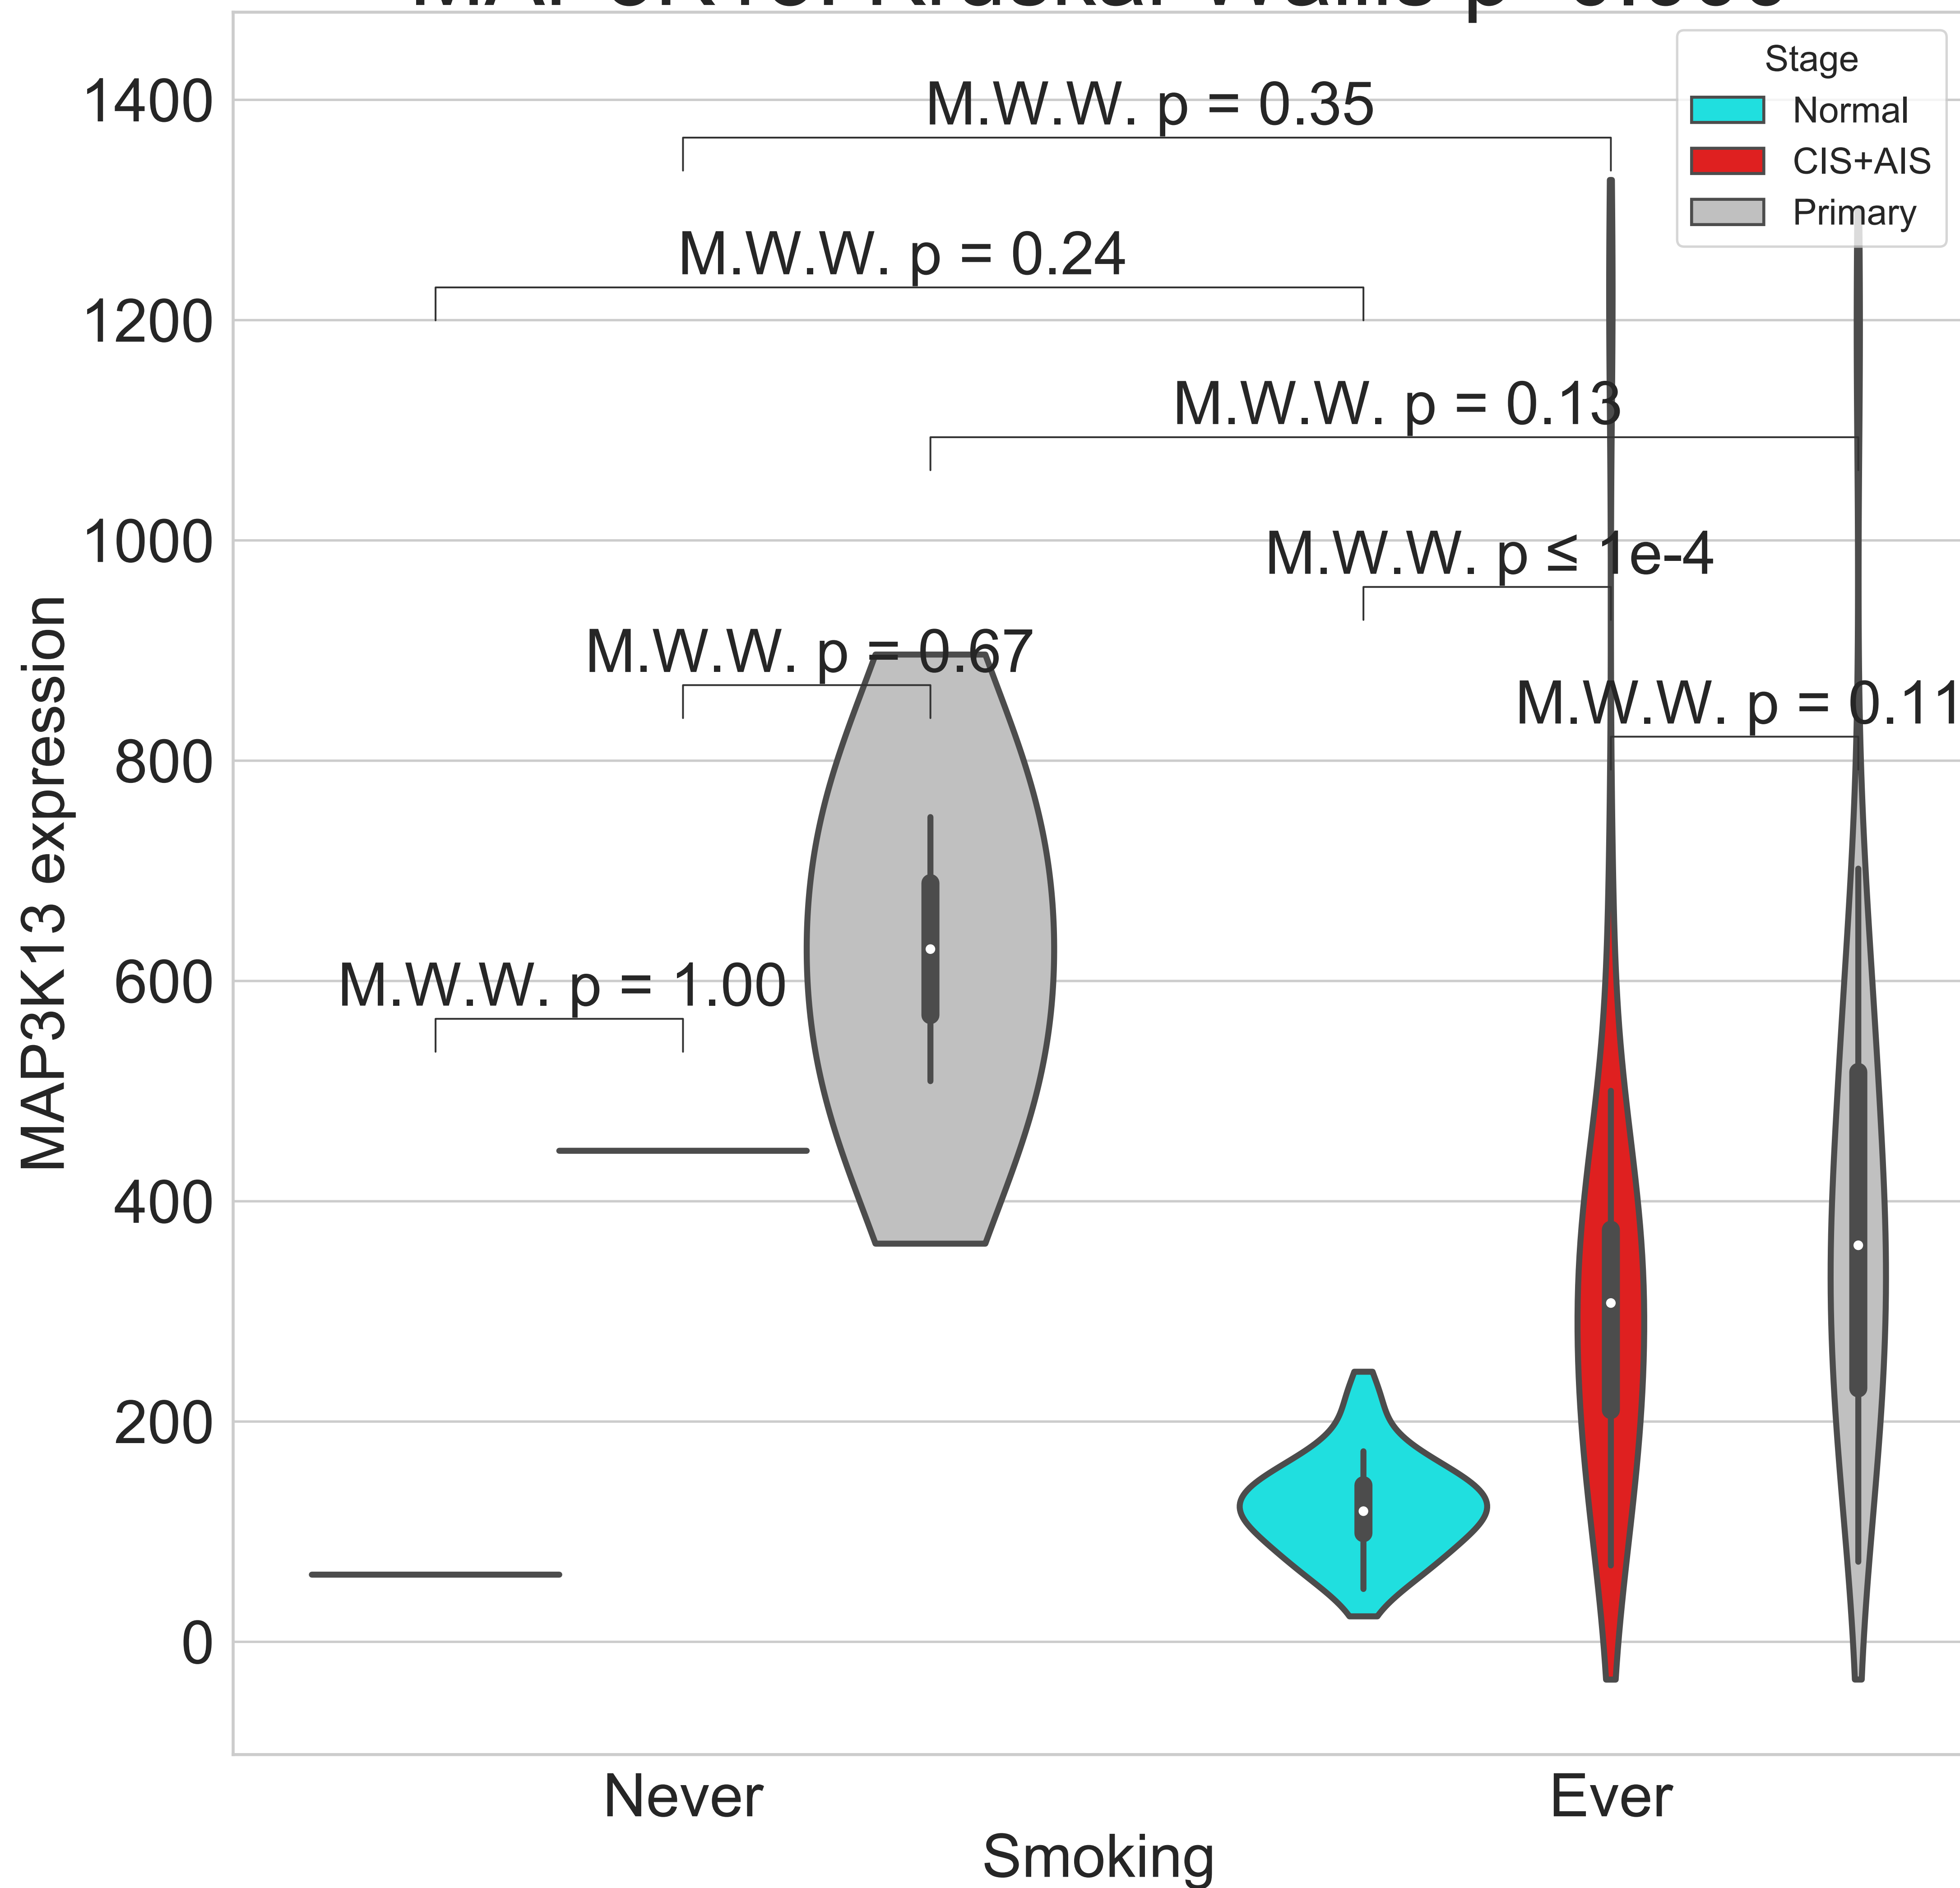 1400
1200
1000
800
600
400
200
0
MAP3K13 expression
M.W.W. p = 0.35
M.W.W. p = 0.24
M.W.W. p = 0.13
M.W.W. p ≤ 1e-4
M.W.W. p = 0.67
M.W.W. p = 0.11
M.W.W. p = 1.00
Stage
Normal
CIS+AIS
Primary
Never
Ever
Smoking